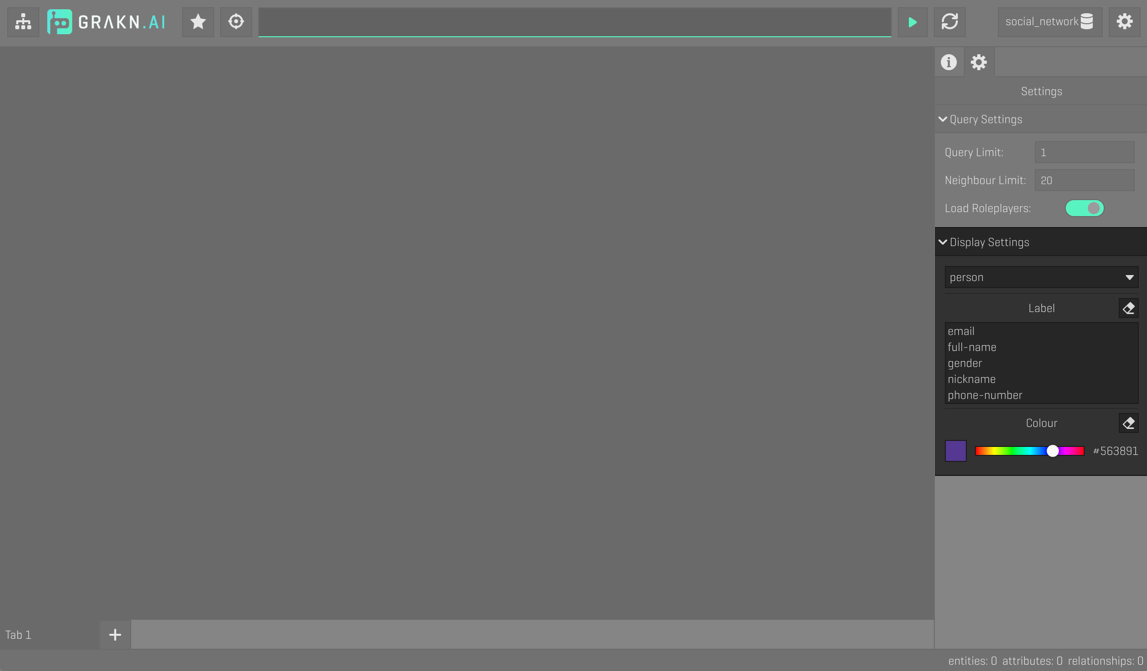 GRAKN.AI
social_network
Settings
Query Settings
Query Limit: 1
Neighbour Limit: 20
Load Roleplayers:
Display Settings
person
Label
email
full-name
gender
nickname
phone-number
Colour
#563891
Tab 1
entities: 0 attributes: 0 relationships: 0